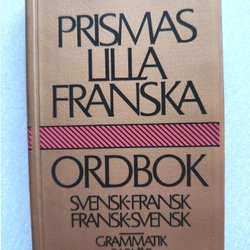 PRISMAS
LILLA
FRANSKA
ORDBOK
SVENSK-FRANSK
FRANSK-SVENSK
GRAMMATIK